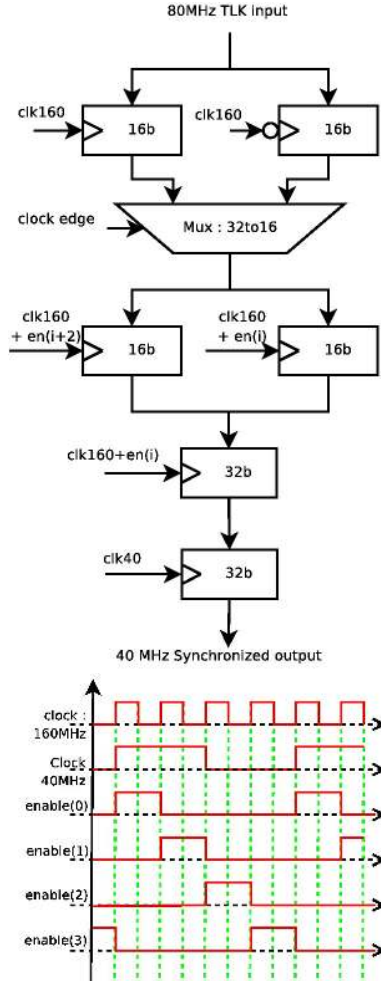 80MHz TLK input
clk160
16b
clk160
16b
clock edge
Mux : 32to16
clk160
+ en(i+2)
16b
clk160
+ en(i)
16b
clk160+en(i)
32b
clk40
32b
40 MHz Synchronized output
clock :
160MHz
Clock
40MHz
enable(0)
enable(1)
enable(2)
enable(3)